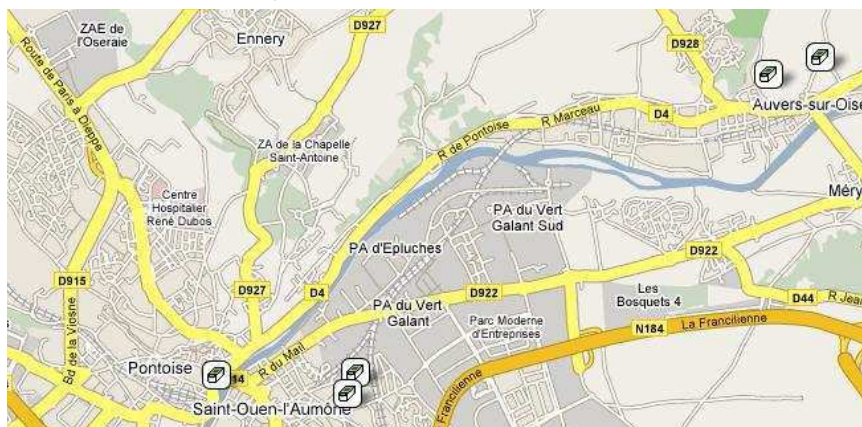 ZAE de
l'Oseraie
Ennery
D927
D928
Route de Paris à Dieppe
Auvers-sur-Oise
D4
R Marceau
R de Pontoise
ZA de la Chapelle
Saint-Antoine
Centre
Hospitalier
René Dubos
Méry
PA du Vert
Galant Sud
PA d'Epluches
D922
D915
D927
D4
D922
Les
Bosquets 4
D44
R Jea
PA du Vert
Galant
Parc Moderne
d'Entreprises
N184
La Francilienne
Bd de la Viosne
R du Mail
Pontoise
14
Francilienne
Saint-Ouen-l'Aumône